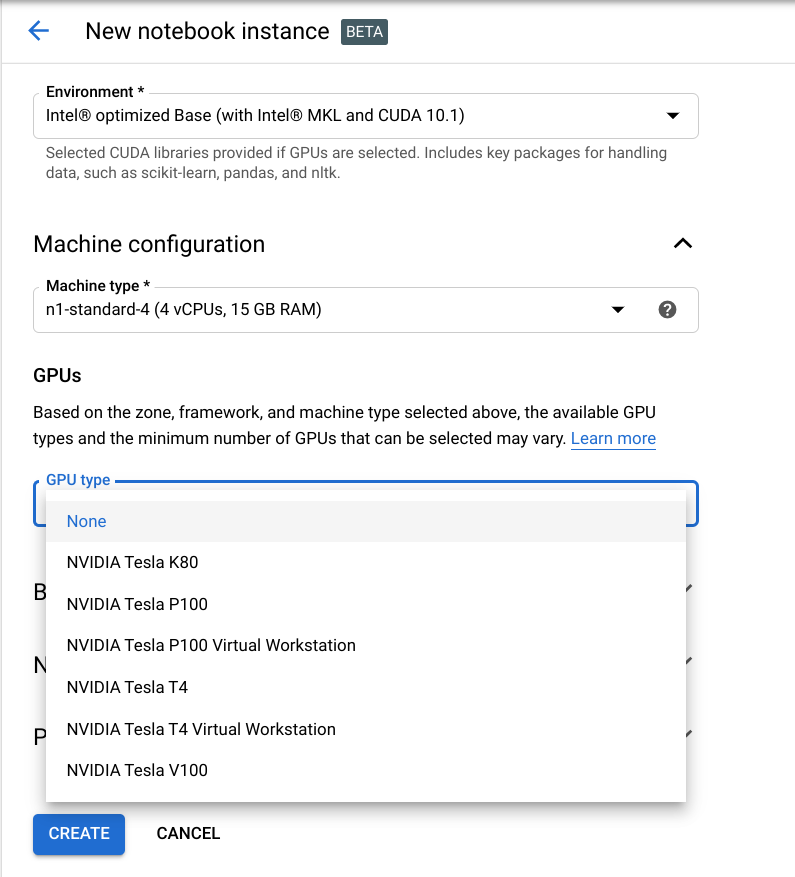 New notebook instance BETA
Environment *
Intel® optimized Base (with Intel® MKL and CUDA 10.1)
Selected CUDA libraries provided if GPUs are selected. Includes key packages for handling
data, such as scikit-learn, pandas, and nltk.
Machine configuration
Machine type *
n1-standard-4 (4 vCPUs, 15 GB RAM)
GPUs
Based on the zone, framework, and machine type selected above, the available GPU
types and the minimum number of GPUs that can be selected may vary. Learn more
GPU type
None
NVIDIA Tesla K80
NVIDIA Tesla P100
NVIDIA Tesla P100 Virtual Workstation
NVIDIA Tesla T4
NVIDIA Tesla T4 Virtual Workstation
NVIDIA Tesla V100
CREATE CANCEL